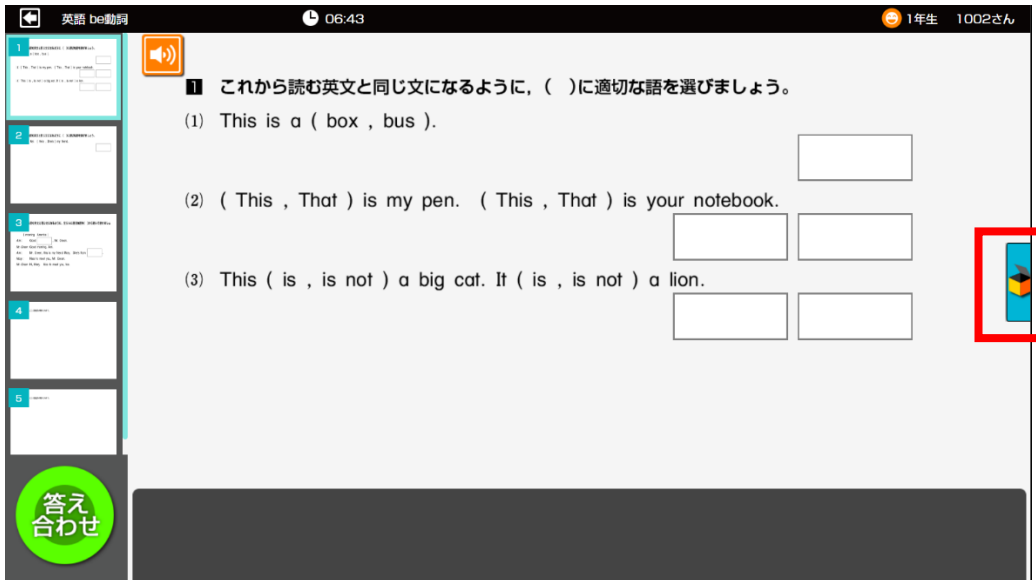 英語 be動詞
06:43
1年生 1002さん
1 これから読む英文と同じ文になるように, ( )に適切な語を選びましょう。
(1) This is a ( box , bus ).
(2) ( This , That ) is my pen. ( This , That ) is your notebook.
(3) This ( is , is not ) a big cat. It ( is , is not ) a lion.
1
2
3
4
5
答え
合わせ